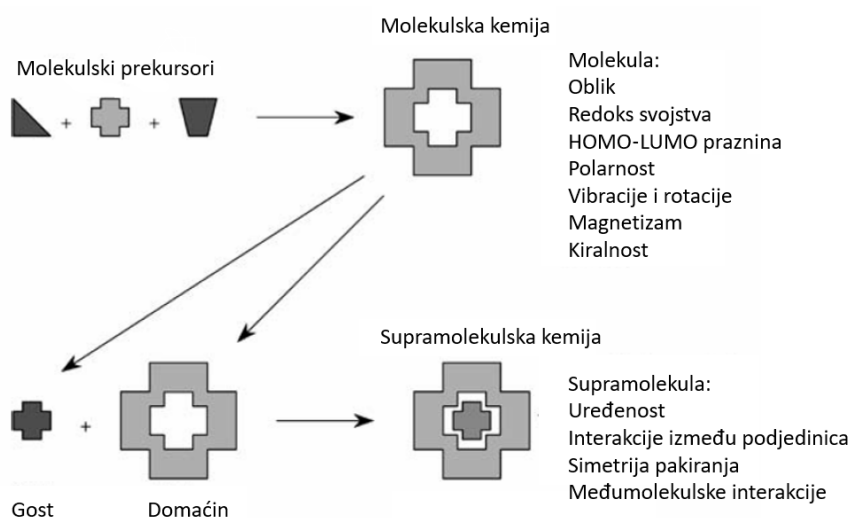 Molekulska kemija
Molekulski prekursori
+ +
Molekula:
Oblik
Redoks svojstva
HOMO-LUMO praznina
Polarnost
Vibracije i rotacije
Magnetizam
Kiralnost
Supramolekulska kemija
+
Supramolekula:
Uređenost
Interakcije između podjedinica
Simetrija pakiranja
Međumolekulske interakcije
Gost
Domaćin